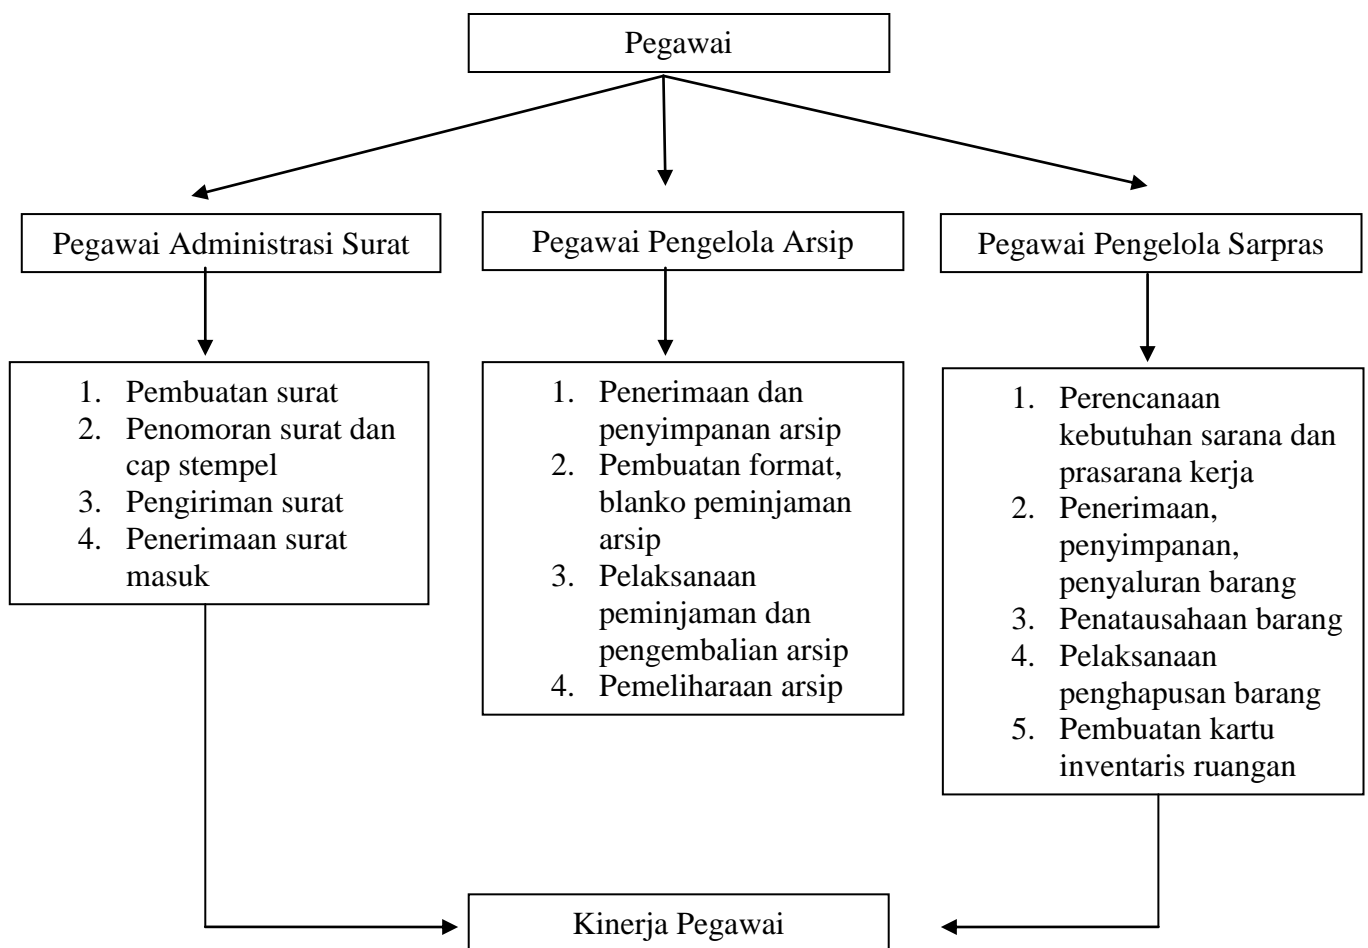 Pegawai
Pegawai Administrasi Surat
Pegawai Pengelola Arsip
Pegawai Pengelola Sarpras
1. Pembuatan surat
2. Penomoran surat dan
cap stempel
3. Pengiriman surat
4. Penerimaan surat
masuk
1. Penerimaan dan
penyimpanan arsip
2. Pembuatan format,
blanko peminjaman
arsip
3. Pelaksanaan
peminjaman dan
pengembalian arsip
4. Pemeliharaan arsip
1. Perencanaan
kebutuhan sarana dan
prasarana kerja
2. Penerimaan,
penyimpanan,
penyaluran barang
3. Penatausahaan barang
4. Pelaksanaan
penghapusan barang
5. Pembuatan kartu
inventaris ruangan
Kinerja Pegawai